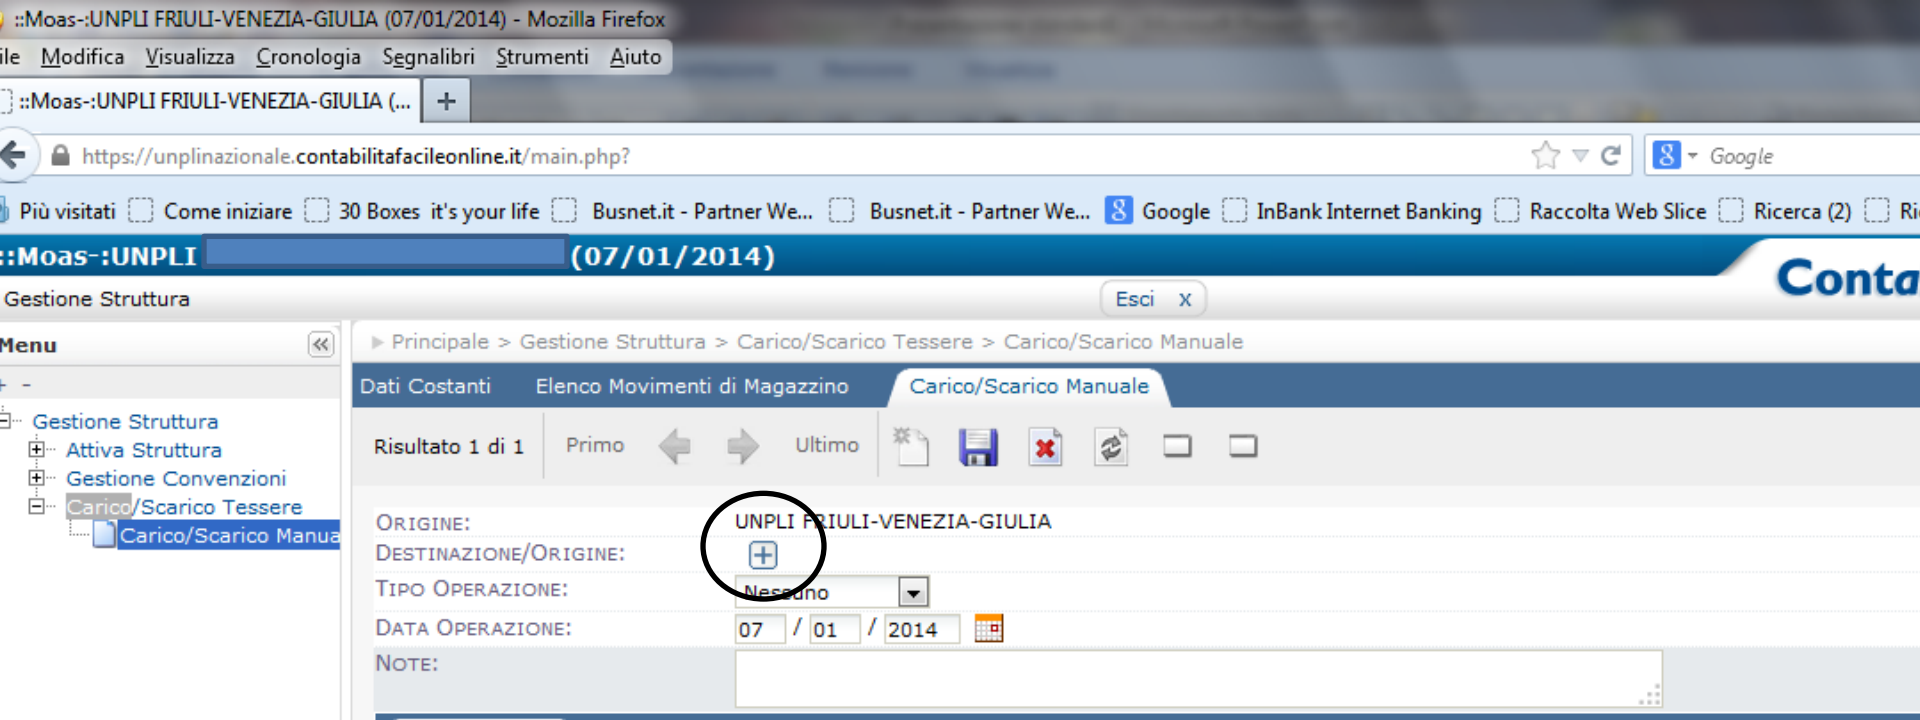 ::Moas-:UNPLI FRIULI-VENEZIA-GIULIA (07/01/2014) - Mozilla Firefox
ile Modifica Visualizza Cronologia Segnalibri Strumenti Aiuto
::Moas-:UNPLI FRIULI-VENEZIA-GIULIA (... +
https://unplinazionale.contabilitafacileonline.it/main.php? 8 Google
Più visitati Come iniziare 30 Boxes it's your life Busnet.it - Partner We... Busnet.it - Partner We... 8 Google InBank Internet Banking Raccolta Web Slice Ricerca (2) Ri
::Moas-:UNPLI (07/01/2014)
Conta
Gestione Struttura Esci x
Menu «
Principale > Gestione Struttura > Carico/Scarico Tessere > Carico/Scarico Manuale
+ -
Dati Costanti Elenco Movimenti di Magazzino Carico/Scarico Manuale
Gestione Struttura
Attiva Struttura
Gestione Convenzioni
Carico/Scarico Tessere
Carico/Scarico Manua
Risultato 1 di 1 Primo Ultimo
ORIGINE: UNPLI FRIULI-VENEZIA-GIULIA
DESTINAZIONE/ORIGINE:
TIPO OPERAZIONE: Nessuno
DATA OPERAZIONE: 07 / 01 / 2014
NOTE: